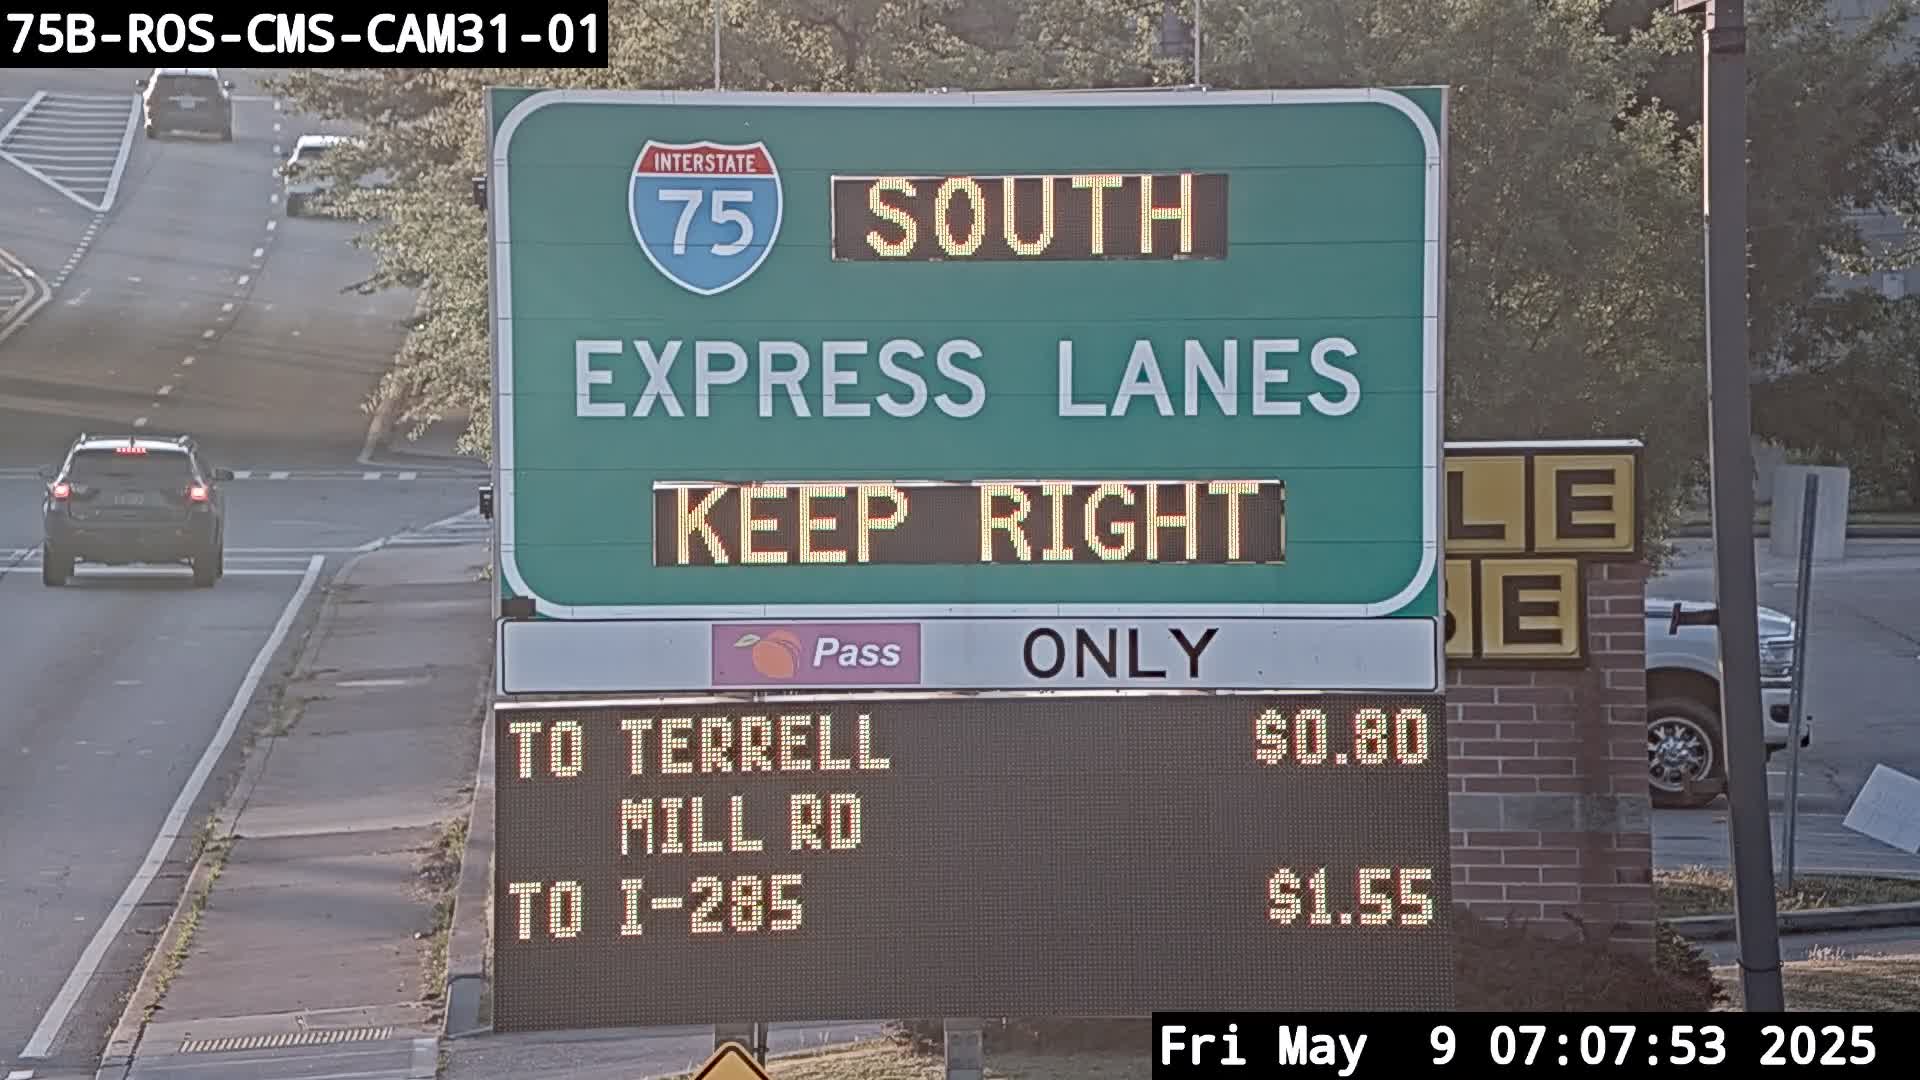 75B-ROS-CMS-CAM31-01
INTERSTATE
75
SOUTH
EXPRESS LANES
KEEP RIGHT
Pass ONLY
TO TERRELL $0.80
MILL RD
TO I-285 $1.55
LE
E
Fri May 9 07:07:53 2025